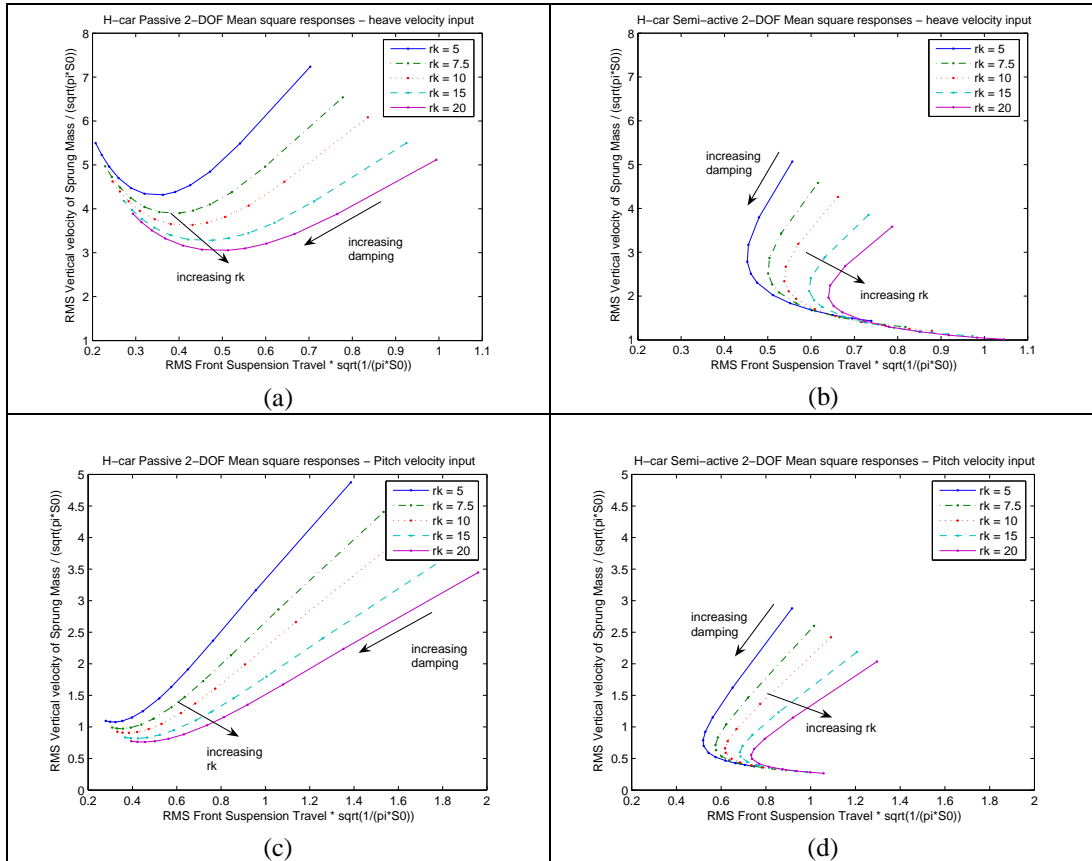 H-car Passive 2-DOF Mean square responses - heave velocity input
RMS Vertical velocity of Sprung Mass / (sqrt(pi*S0))
8
7
6
5
4
3
2
1
0.2 0.3 0.4 0.5 0.6 0.7 0.8 0.9 1 1.1
RMS Front Suspension Travel * sqrt(1/(pi*S0))
rk = 5
rk = 7.5
rk = 10
rk = 15
rk = 20
increasing rk
increasing
damping
(a)
H-car Semi-active 2-DOF Mean square responses - heave velocity input
RMS Vertical velocity of Sprung Mass / (sqrt(pi*S0))
8
7
6
5
4
3
2
1
0.2 0.3 0.4 0.5 0.6 0.7 0.8 0.9 1 1.1
RMS Front Suspension Travel * sqrt(1/(pi*S0))
rk = 5
rk = 7.5
rk = 10
rk = 15
rk = 20
increasing
damping
increasing rk
(b)
H-car Passive 2-DOF Mean square responses - Pitch velocity input
RMS Vertical velocity of Sprung Mass / (sqrt(pi*S0))
5
4.5
4
3.5
3
2.5
2
1.5
1
0.5
0
0.2 0.4 0.6 0.8 1 1.2 1.4 1.6 1.8 2
RMS Front Suspension Travel * sqrt(1/(pi*S0))
rk = 5
rk = 7.5
rk = 10
rk = 15
rk = 20
increasing
damping
increasing
rk
(c)
H-car Semi-active 2-DOF Mean square responses - Pitch velocity input
RMS Vertical velocity of Sprung Mass / (sqrt(pi*S0))
5
4.5
4
3.5
3
2.5
2
1.5
1
0.5
0
0.2 0.4 0.6 0.8 1 1.2 1.4 1.6 1.8 2
RMS Front Suspension Travel * sqrt(1/(pi*S0))
rk = 5
rk = 7.5
rk = 10
rk = 15
rk = 20
increasing
damping
increasing rk
(d)